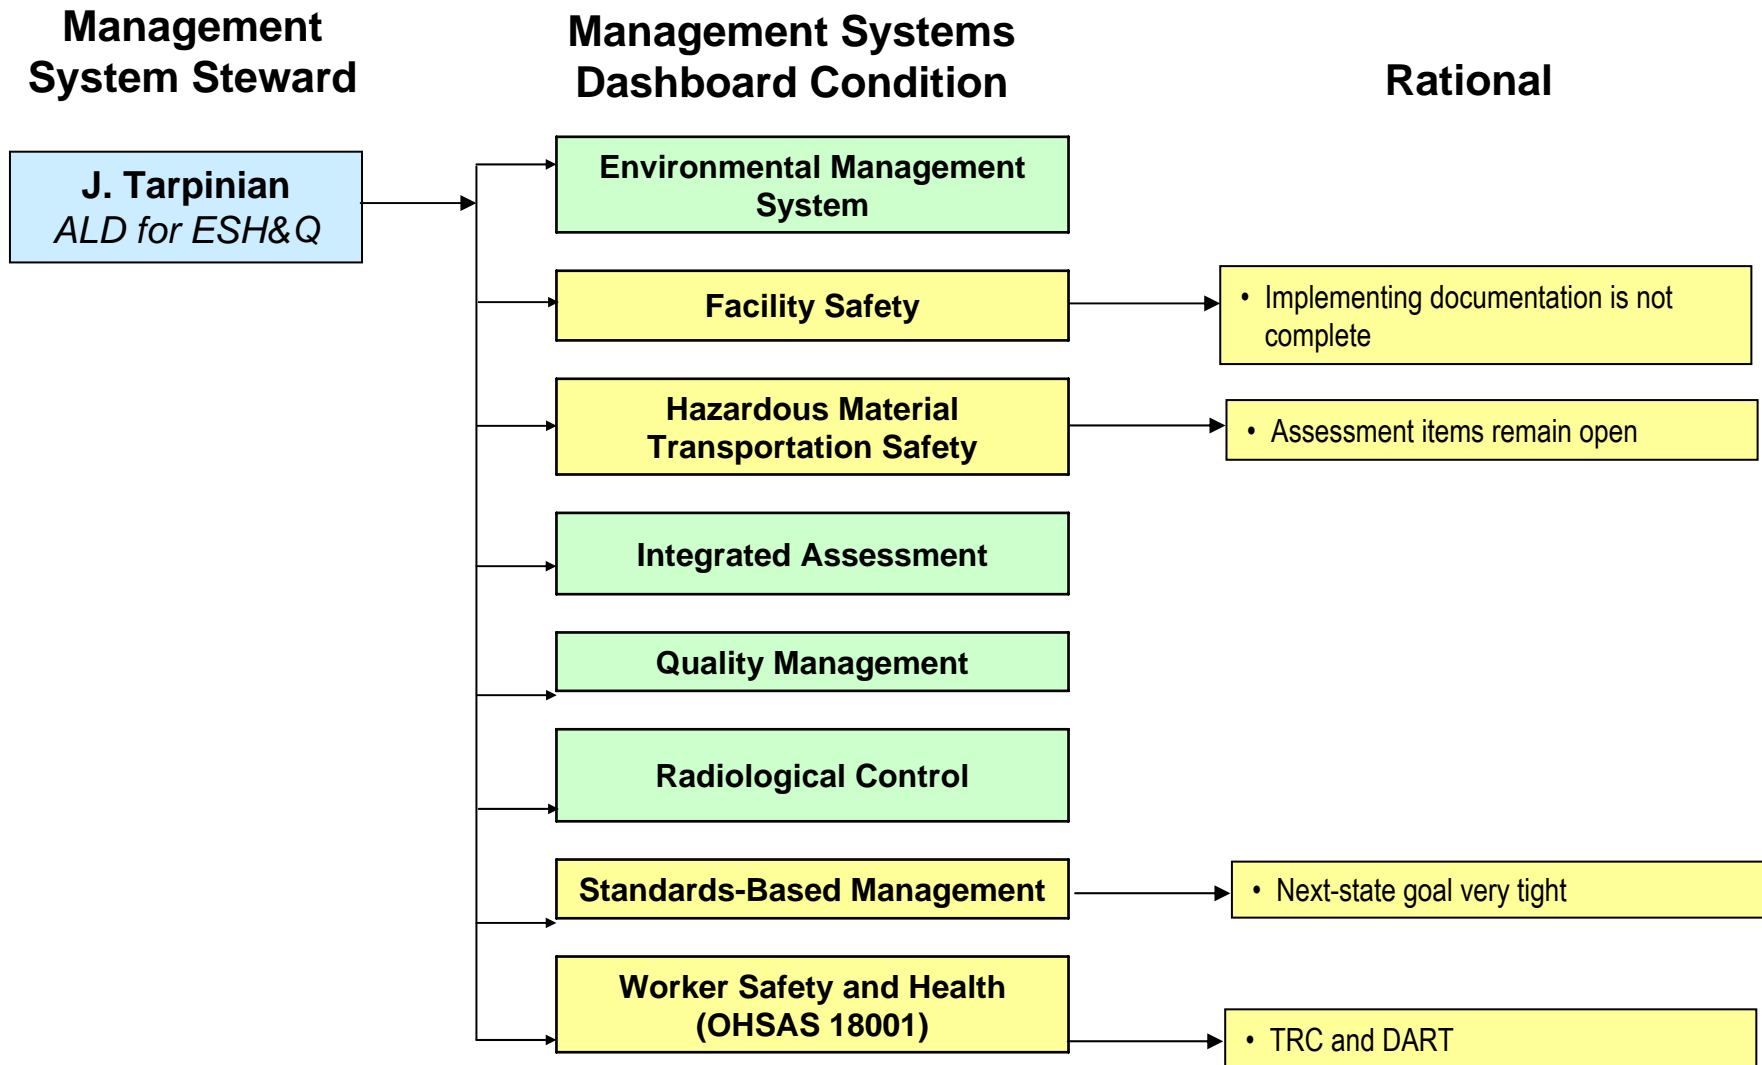 Management
System Steward
Management Systems
Dashboard Condition
Rational
J. Tarpinian
ALD for ESH&Q
Environmental Management
System
Facility Safety
• Implementing documentation is not
complete
Hazardous Material
Transportation Safety
• Assessment items remain open
Integrated Assessment
Quality Management
Radiological Control
Standards-Based Management
• Next-state goal very tight
Worker Safety and Health
(OHSAS 18001)
• TRC and DART